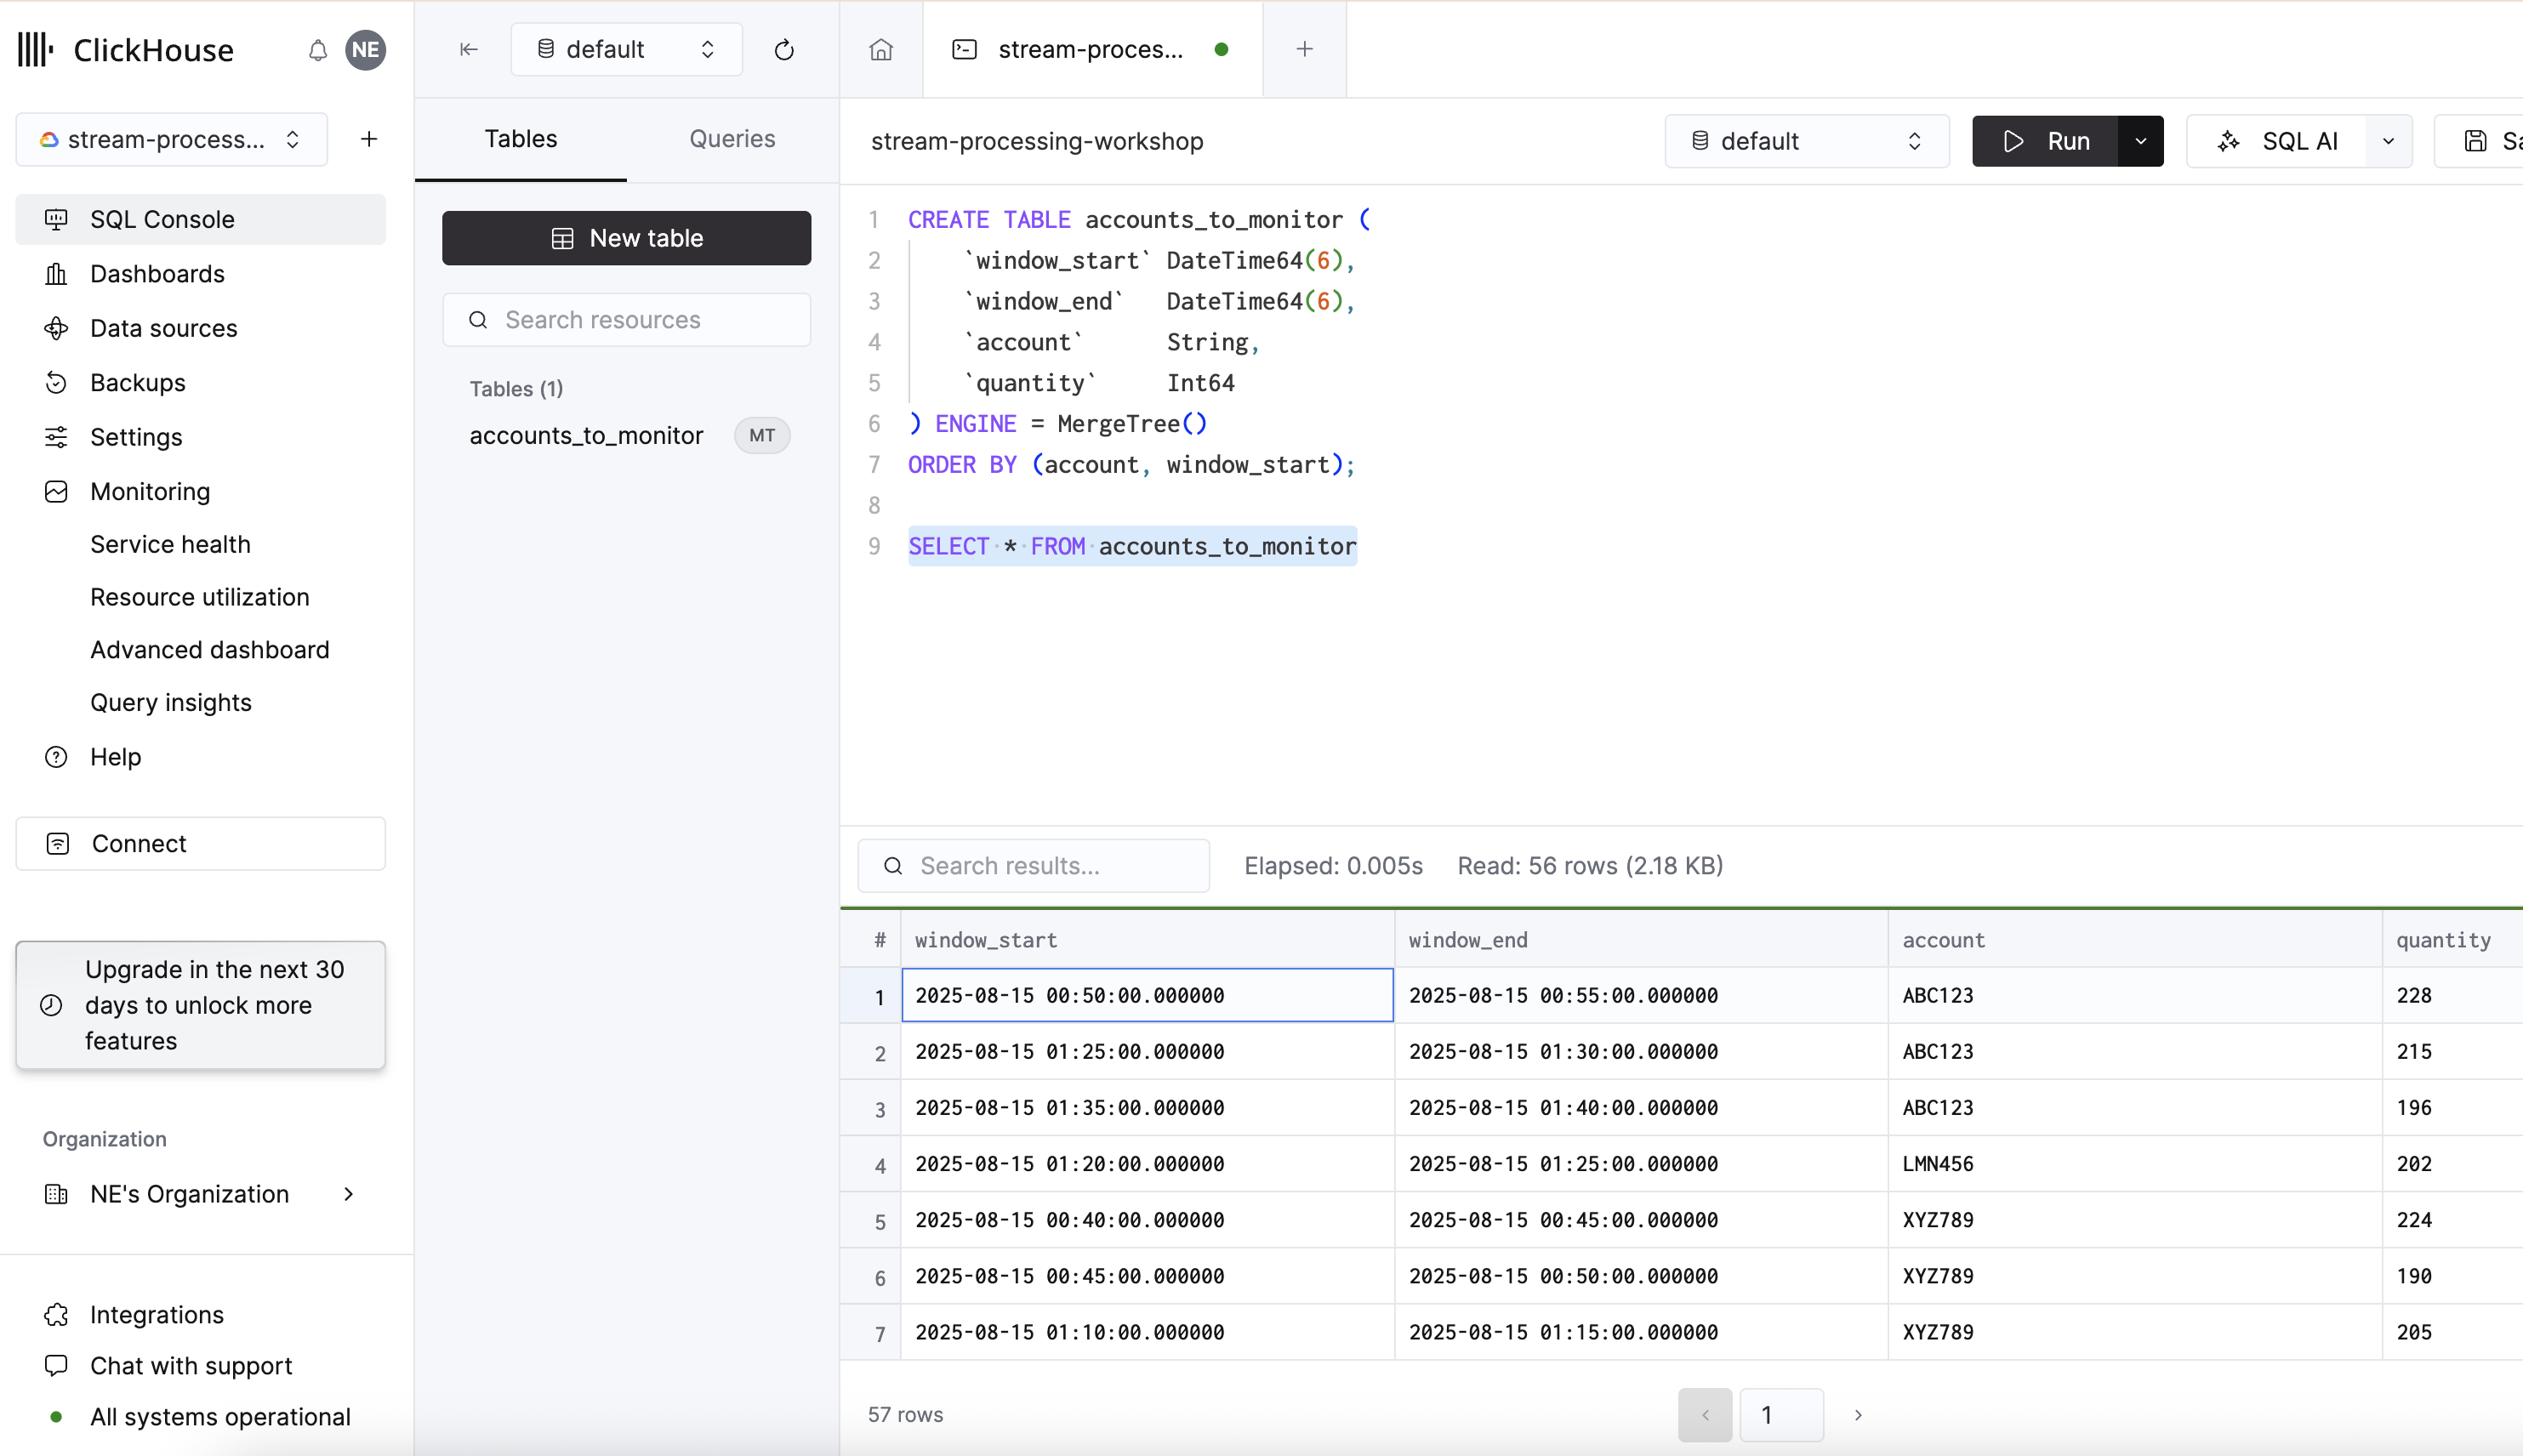 ClickHouse
NE
stream-process...
SQL Console
Dashboards
Data sources
Backups
Settings
Monitoring
Service health
Resource utilization
Advanced dashboard
Query insights
Help
Connect
Upgrade in the next 30
days to unlock more
features
Organization
NE's Organization
Integrations
Chat with support
All systems operational
default
Tables
Queries
New table
Search resources
Tables (1)
accounts_to_monitor MT
stream-proces...
stream-processing-workshop
default
Run
SQL AI
1 CREATE TABLE accounts_to_monitor (
2 `window_start` DateTime64(6),
3 `window_end` DateTime64(6),
4 `account` String,
5 `quantity` Int64
6 ) ENGINE = MergeTree()
7 ORDER BY (account, window_start);
8
9 SELECT * FROM accounts_to_monitor
Search results...
Elapsed: 0.005s
Read: 56 rows (2.18 KB)
# window_start window_end account quantity
1 2025-08-15 00:50:00.000000 2025-08-15 00:55:00.000000 ABC123 228
2 2025-08-15 01:25:00.000000 2025-08-15 01:30:00.000000 ABC123 215
3 2025-08-15 01:35:00.000000 2025-08-15 01:40:00.000000 ABC123 196
4 2025-08-15 01:20:00.000000 2025-08-15 01:25:00.000000 LMN456 202
5 2025-08-15 00:40:00.000000 2025-08-15 00:45:00.000000 XYZ789 224
6 2025-08-15 00:45:00.000000 2025-08-15 00:50:00.000000 XYZ789 190
7 2025-08-15 01:10:00.000000 2025-08-15 01:15:00.000000 XYZ789 205
57 rows
1